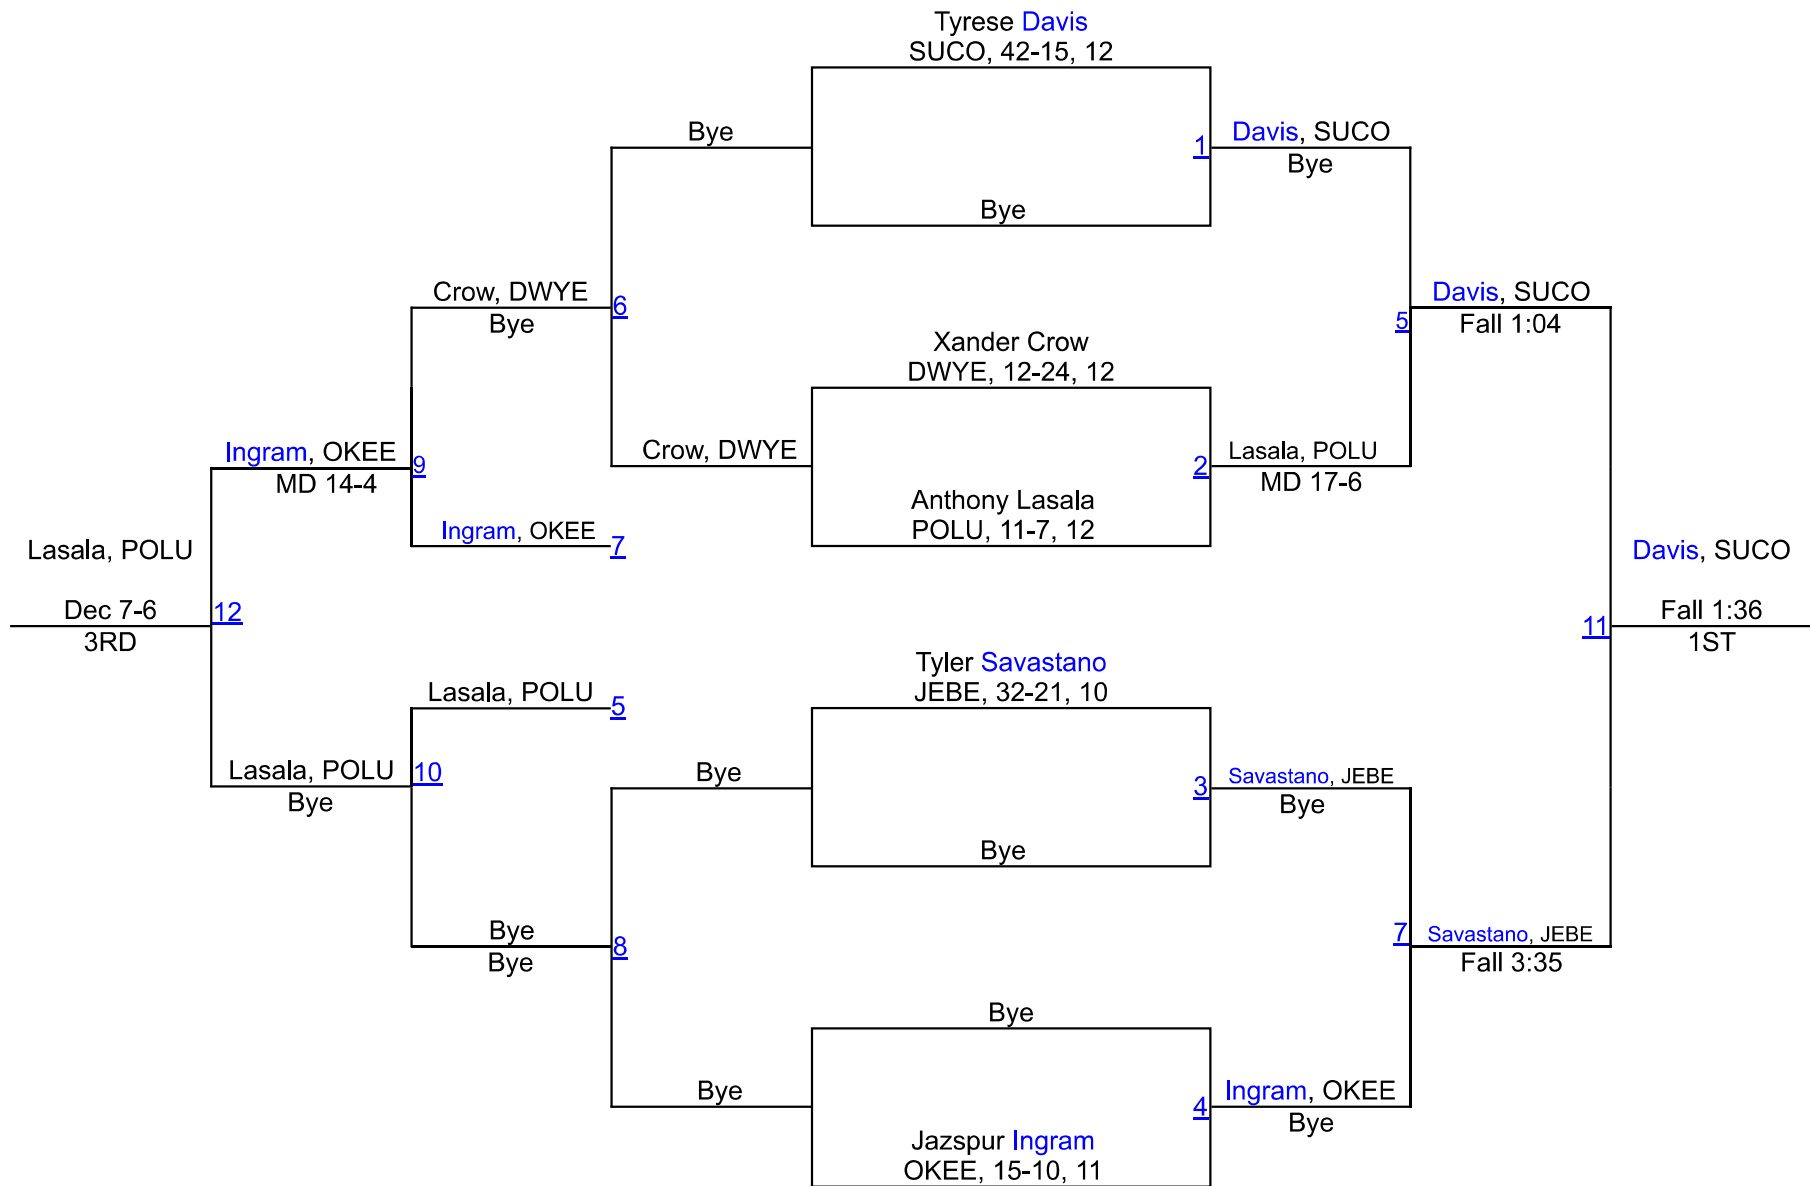 Tyrese Davis
SUCO, 42-15, 12
Bye
1
Davis, SUCO
Bye
Bye
Crow, DWYE
Bye
6
Davis, SUCO
Fall 1:04
5
Xander Crow
DWYE, 12-24, 12
Crow, DWYE
2
Lasala, POLU
MD 17-6
Ingram, OKEE
MD 14-4
9
Anthony Lasala
POLU, 11-7, 12
Ingram, OKEE
7
Lasala, POLU
Dec 7-6
3RD
12
Davis, SUCO
Fall 1:36
1ST
11
Tyler Savastano
JEBE, 32-21, 10
Lasala, POLU
5
Lasala, POLU
Bye
10
Bye
3
Savastano, JEBE
Bye
Bye
Bye
Bye
8
7
Savastano, JEBE
Fall 3:35
Bye
Bye
4
Ingram, OKEE
Bye
Jazspur Ingram
OKEE, 15-10, 11